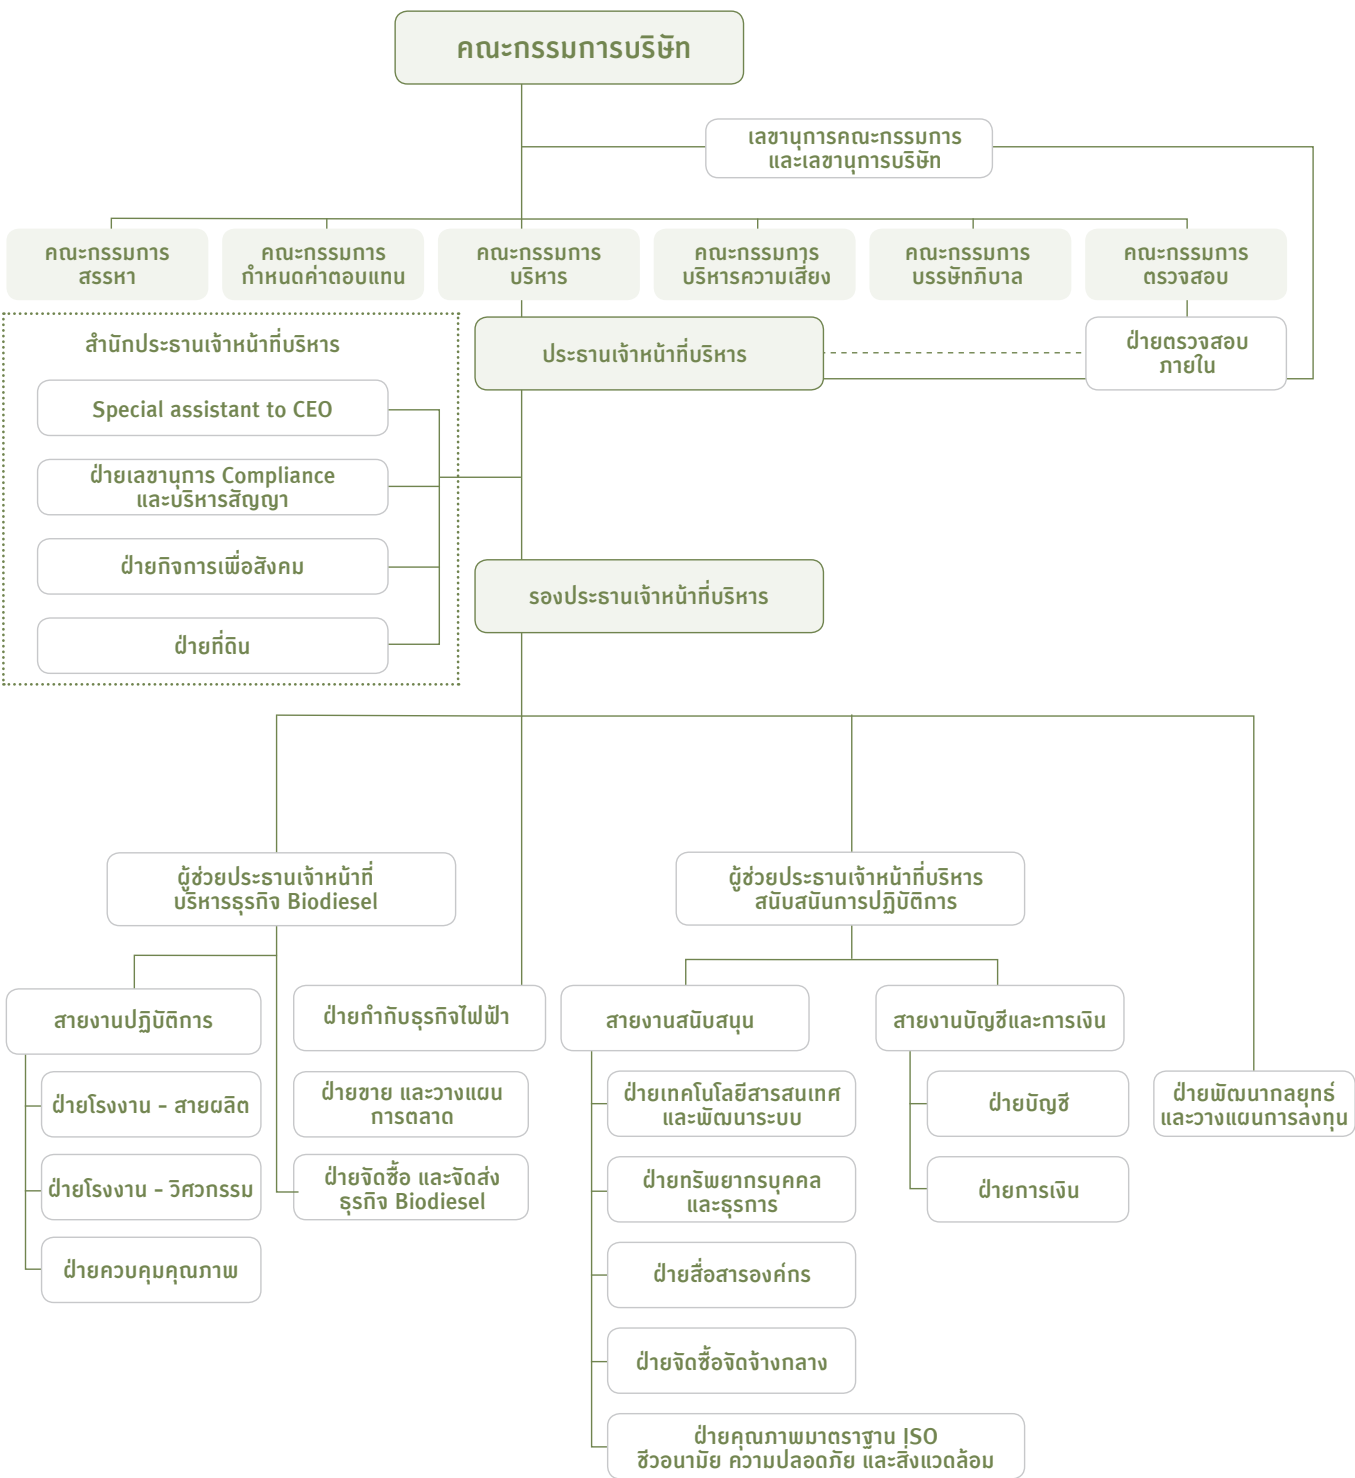 คณะกรรมการบริษัท
เลขานุการคณะกรรมการ
และเลขานุการบริษัท
คณะกรรมการ
สรรหา
คณะกรรมการ
กำหนดค่าตอบแทน
คณะกรรมการ
บริหาร
คณะกรรมการ
บริหารความเสี่ยง
คณะกรรมการ
บรรษัทภิบาล
คณะกรรมการ
ตรวจสอบ
สำนักประธานเจ้าหน้าที่บริหาร
ประธานเจ้าหน้าที่บริหาร
ฝ่ายตรวจสอบ
ภายใน
Special assistant to CEO
ฝ่ายเลขานุการ Compliance
และบริหารสัญญา
ฝ่ายกิจการเพื่อสังคม
ฝ่ายที่ดิน
รองประธานเจ้าหน้าที่บริหาร
ผู้ช่วยประธานเจ้าหน้าที่
บริหารธุรกิจ Biodiesel
ผู้ช่วยประธานเจ้าหน้าที่บริหาร
สนับสนันการปฏิบัติการ
สายงานปฏิบัติการ
ฝ่ายกำกับธุรกิจไฟฟ้า
สายงานสนับสนุน
สายงานบัญชีและการเงิน
ฝ่ายโรงงาน - สายผลิต
ฝ่ายขาย และวางแผน
การตลาด
ฝ่ายเทคโนโลยีสารสนเทศ
และพัฒนาระบบ
ฝ่ายบัญชี
ฝ่ายพัฒนากลยุทธ์
และวางแผนการลงทุน
ฝ่ายโรงงาน - วิศวกรรม
ฝ่ายจัดซื้อ และจัดส่ง
ธุรกิจ Biodiesel
ฝ่ายทรัพยากรบุคคล
และธุรการ
ฝ่ายการเงิน
ฝ่ายควบคุมคุณภาพ
ฝ่ายสื่อสารองค์กร
ฝ่ายจัดซื้อจัดจ้างกลาง
ฝ่ายคุณภาพมาตราฐาน ISO
ชีวอนามัย ความปลอดภัย และสิ่งแวดล้อม